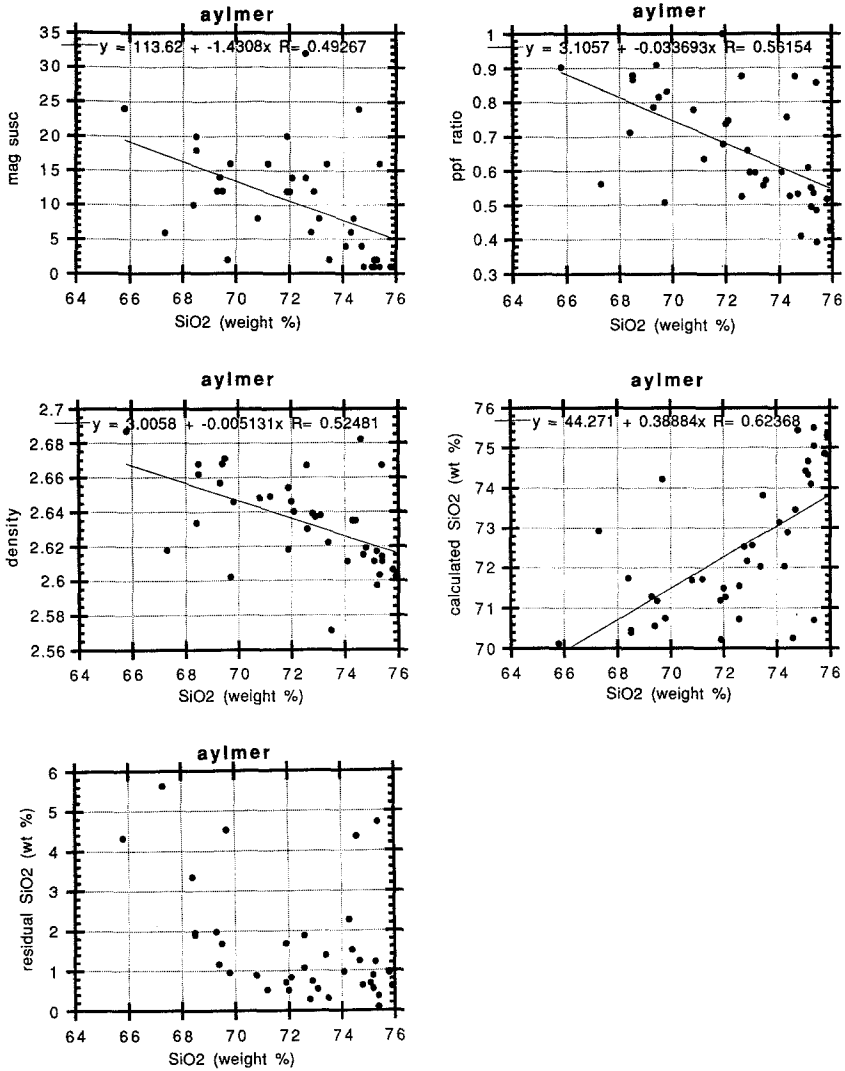 aylmer
y = 113.62 + -1.4308x R= 0.49267
35
30
25
20
15
10
5
0
mag susc
64 66 68 70 72 74 76
SiO2 (weight %)
aylmer
y = 3.1057 + -0.033693x R= 0.56154
1
0.9
0.8
0.7
0.6
0.5
0.4
0.3
ppf ratio
64 66 68 70 72 74 76
SiO2 (weight %)
aylmer
y = 3.0058 + -0.005131x R= 0.52481
2.7
2.68
2.66
2.64
2.62
2.6
2.58
2.56
density
64 66 68 70 72 74 76
SiO2 (weight %)
aylmer
y = 44.271 + 0.38884x R= 0.62368
76
75
74
73
72
71
70
calculated SiO2 (wt %)
64 66 68 70 72 74 76
SiO2 (weight %)
aylmer
6
5
4
3
2
1
0
residual SiO2 (wt %)
64 66 68 70 72 74 76
SiO2 (weight %)